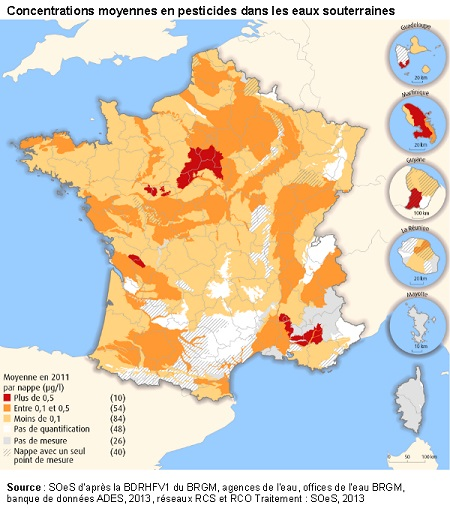 Concentrations moyennes en pesticides dans les eaux souterraines
Guadeloupe
20 km
Martinique
20km
Guyane
100 km
La Réunion
20 km
Mayotte
10 km
Moyenne en 2011
par nappe (µg/l)
Plus de 0,5 (10)
Entre 0,1 et 0,5 (54)
Moins de 0,1 (84)
Pas de quantification (48)
Pas de mesure (26)
Nappe avec un seul (40)
point de mesure
0 50 100 km
Source : SOeS d'après la BDRHFV1 du BRGM, agences de l'eau, offices de l'eau BRGM,
banque de données ADES, 2013, réseaux RCS et RCO Traitement : SOeS, 2013